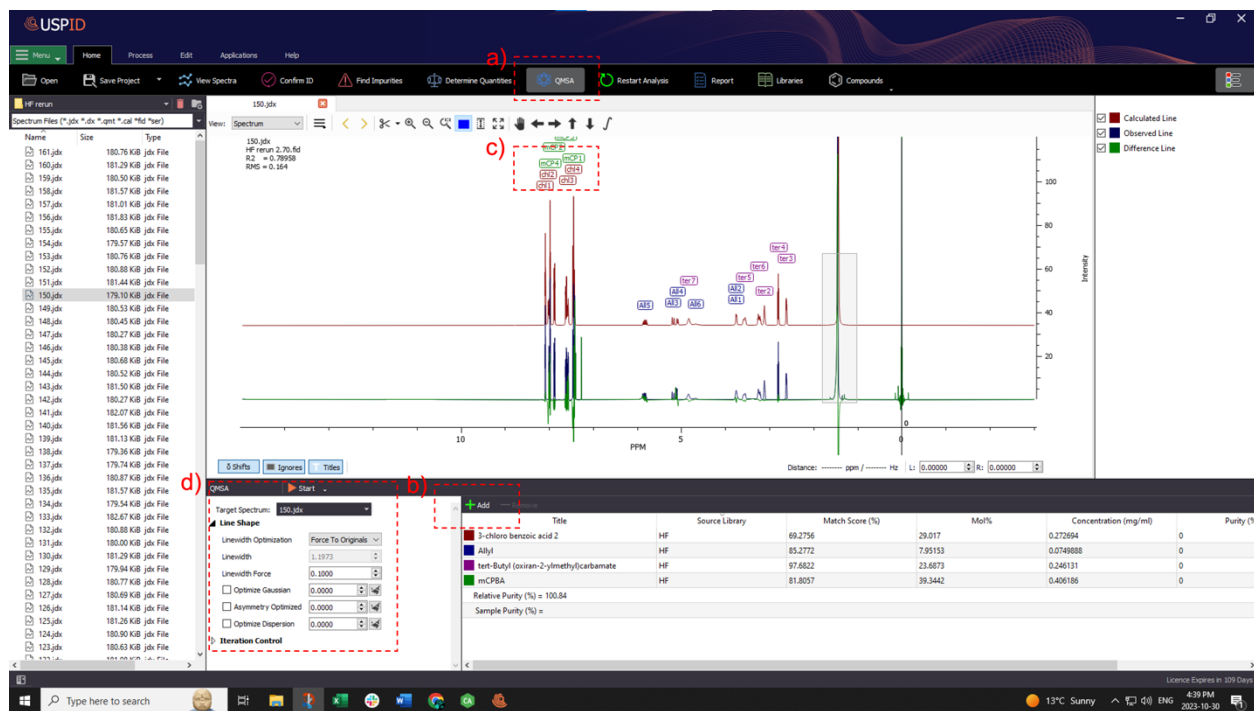 USPID
Menu Home Process Edit Applications Help
a)
Open Save Project View Spectra Confirm ID Find Impurities Determine Quantities QMSA Restart Analysis Report Libraries Compounds
HF rerun
150.jdx
Spectrum Files (*.jdx *.dx *.qnt *.cal *fid *ser)
View: Spectrum
Name Size Type
161.jdx 180.76 KiB jdx File
160.jdx 181.29 KiB jdx File
159.jdx 180.50 KiB jdx File
158.jdx 181.57 KiB jdx File
157.jdx 181.01 KiB jdx File
156.jdx 181.83 KiB jdx File
155.jdx 180.65 KiB jdx File
154.jdx 179.57 KiB jdx File
153.jdx 180.76 KiB jdx File
152.jdx 180.88 KiB jdx File
151.jdx 181.44 KiB jdx File
150.jdx 179.10 KiB jdx File
149.jdx 180.53 KiB jdx File
148.jdx 180.45 KiB jdx File
147.jdx 180.27 KiB jdx File
146.jdx 180.38 KiB jdx File
145.jdx 180.68 KiB jdx File
144.jdx 180.52 KiB jdx File
143.jdx 181.50 KiB jdx File
142.jdx 180.27 KiB jdx File
141.jdx 182.07 KiB jdx File
140.jdx 181.56 KiB jdx File
139.jdx 181.13 KiB jdx File
138.jdx 179.36 KiB jdx File
137.jdx 179.74 KiB jdx File
136.jdx 180.87 KiB jdx File
135.jdx 181.57 KiB jdx File
134.jdx 179.54 KiB jdx File
133.jdx 182.67 KiB jdx File
132.jdx 180.88 KiB jdx File
131.jdx 180.00 KiB jdx File
130.jdx 181.29 KiB jdx File
129.jdx 179.94 KiB jdx File
128.jdx 180.77 KiB jdx File
127.jdx 180.69 KiB jdx File
126.jdx 181.14 KiB jdx File
125.jdx 181.26 KiB jdx File
124.jdx 180.90 KiB jdx File
123.jdx 180.63 KiB jdx File
150.jdx
HF rerun 2.70.fid
R2 = 0.78958
RMS = 0.164
c)
mCP2
mCP4 mCP1
chl2 chl4
chl1 chl3
ter4
ter3
ter6
ter7 ter5
All4 All2
All5 All3 All6 All1 ter2
100
80
60
40
20
Intensity
0
10 5 0
PPM
Calculated Line
Observed Line
Difference Line
δ Shifts Ignores Titles
Distance: -------- ppm / -------- Hz L: 0.00000 R: 0.00000
d)
QMSA Start
b)
Target Spectrum: 150.jdx
Line Shape
Linewidth Optimization Force To Originals
Linewidth 1.1973
Linewidth Force 0.1000
Optimize Gaussian 0.0000
Asymmetry Optimized 0.0000
Optimize Dispersion 0.0000
Iteration Control
Add Remove
Title Source Library Match Score (%) Mol% Concentration (mg/ml) Purity (%
3-chloro benzoic acid 2 HF 69.2756 29.017 0.272694 0
Allyl HF 85.2772 7.95153 0.0749888 0
tert-Butyl (oxiran-2-ylmethyl)carbamate HF 97.6822 23.6873 0.246131 0
mCPBA HF 81.8057 39.3442 0.406186 0
Relative Purity (%) = 100.84
Sample Purity (%) =
Licence Expires in 109 Days
Type here to search
13°C Sunny ENG 4:39 PM
2023-10-30